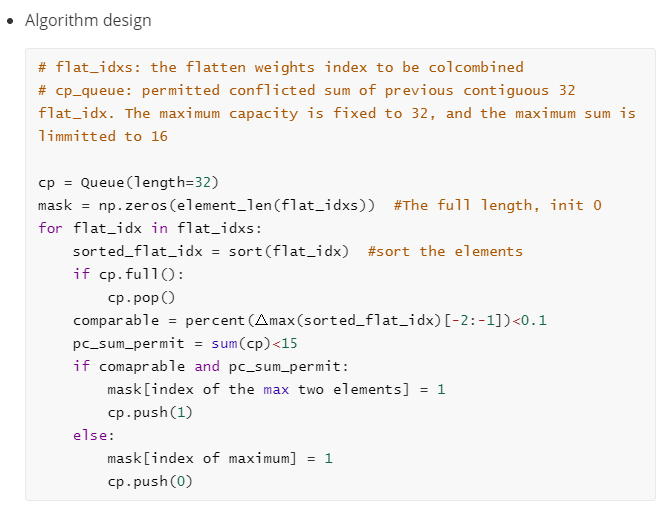 Algorithm design
# flat_idxs: the flatten weights index to be colcombined
# cp_queue: permitted conflicted sum of previous contiguous 32
flat_idx. The maximum capacity is fixed to 32, and the maximum sum is
limmitted to 16
cp = Queue(length=32)
mask = np.zeros(element_len(flat_idxs))  #The full length, init 0
for flat_idx in flat_idxs:
    sorted_flat_idx = sort(flat_idx)  #sort the elements
    if cp.full():
        cp.pop()
    comparable = percent(△max(sorted_flat_idx)[-2:-1])<0.1
    pc_sum_permit = sum(cp)<15
    if comaprable and pc_sum_permit:
        mask[index of the max two elements] = 1
        cp.push(1)
    else:
        mask[index of maximum] = 1
        cp.push(0)